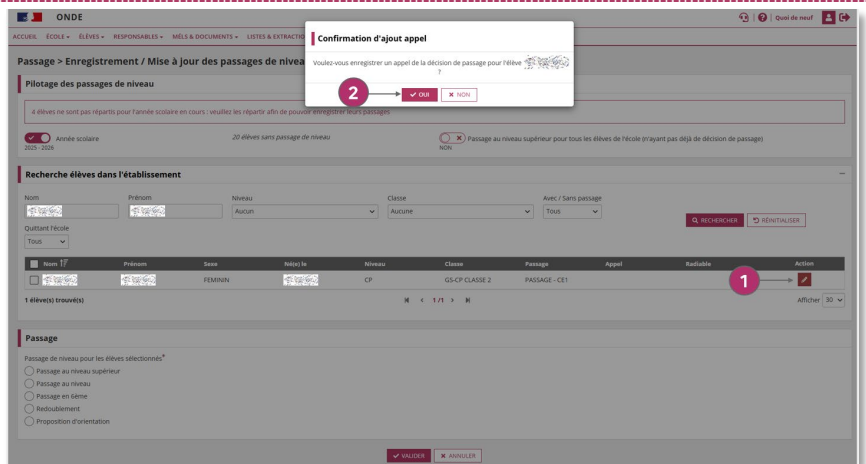 ONDE
Quoi de neuf
ACCUEIL ÉCOLE ÉLÈVES RESPONSABLES MÉLS & DOCUMENTS LISTES & EXTRACTIO
Confirmation d'ajout appel
Voulez-vous enregistrer un appel de la décision de passage pour l'élève
?
2
OUI
NON
Passage > Enregistrement / Mise à jour des passages de nivea
Pilotage des passages de niveau
4 élèves ne sont pas répartis pour l'année scolaire en cours : veuillez les répartir afin de pouvoir enregistrer leurs passages
Année scolaire
2025 - 2026
20 élèves sans passage de niveau
Passage au niveau supérieur pour tous les élèves de l'école (n'ayant pas déjà de décision de passage)
NON
Recherche élèves dans l'établissement
Nom Prénom Niveau Classe Avec / Sans passage
Aucun Aucune Tous
RECHERCHER RÉINITIALISER
Quittant l'école
Tous
Nom Prénom Sexe Né(e) le Niveau Classe Passage Appel Radiable Action
FEMININ CP GS-CP CLASSE 2 PASSAGE - CE1
1
1 élève(s) trouvé(s) 1 /1 Afficher 30
Passage
Passage de niveau pour les élèves sélectionnés*
Passage au niveau supérieur
Passage au niveau
Passage en 6ème
Redoublement
Proposition d'orientation
VALIDER ANNULER